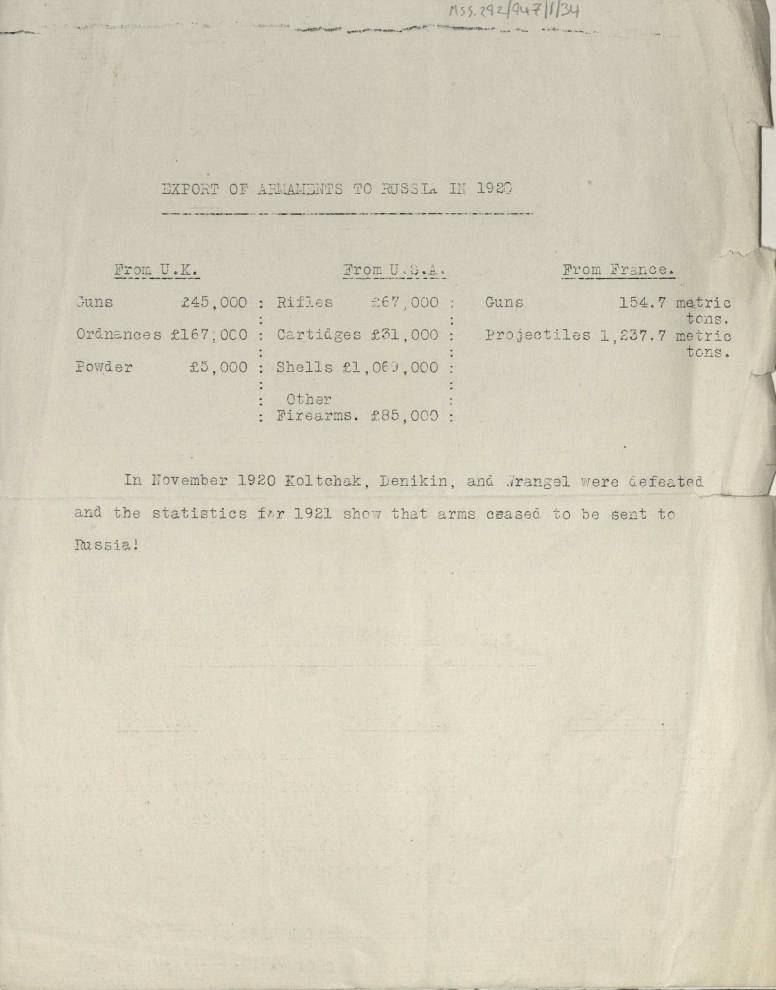 MSS.292/947/1/34
EXPORT OF ARMAMENTS TO RUSSIA IN 1920
From U.K. From U.S.A. From France.
Guns £45,000 : Rifles £67,000 : Guns 154.7 metric
: : tons.
Ordnances £167,000 : Cartidges £31,000 : Projectiles 1,237.7 metric
: : tons.
Powder £5,000 : Shells £1,069,000 :
: :
: Other :
: Firearms. £85,000 :
In November 1920 Koltchak, Denikin, and Wrangel were defeated
and the statistics for 1921 show that arms ceased to be sent to
Russia!